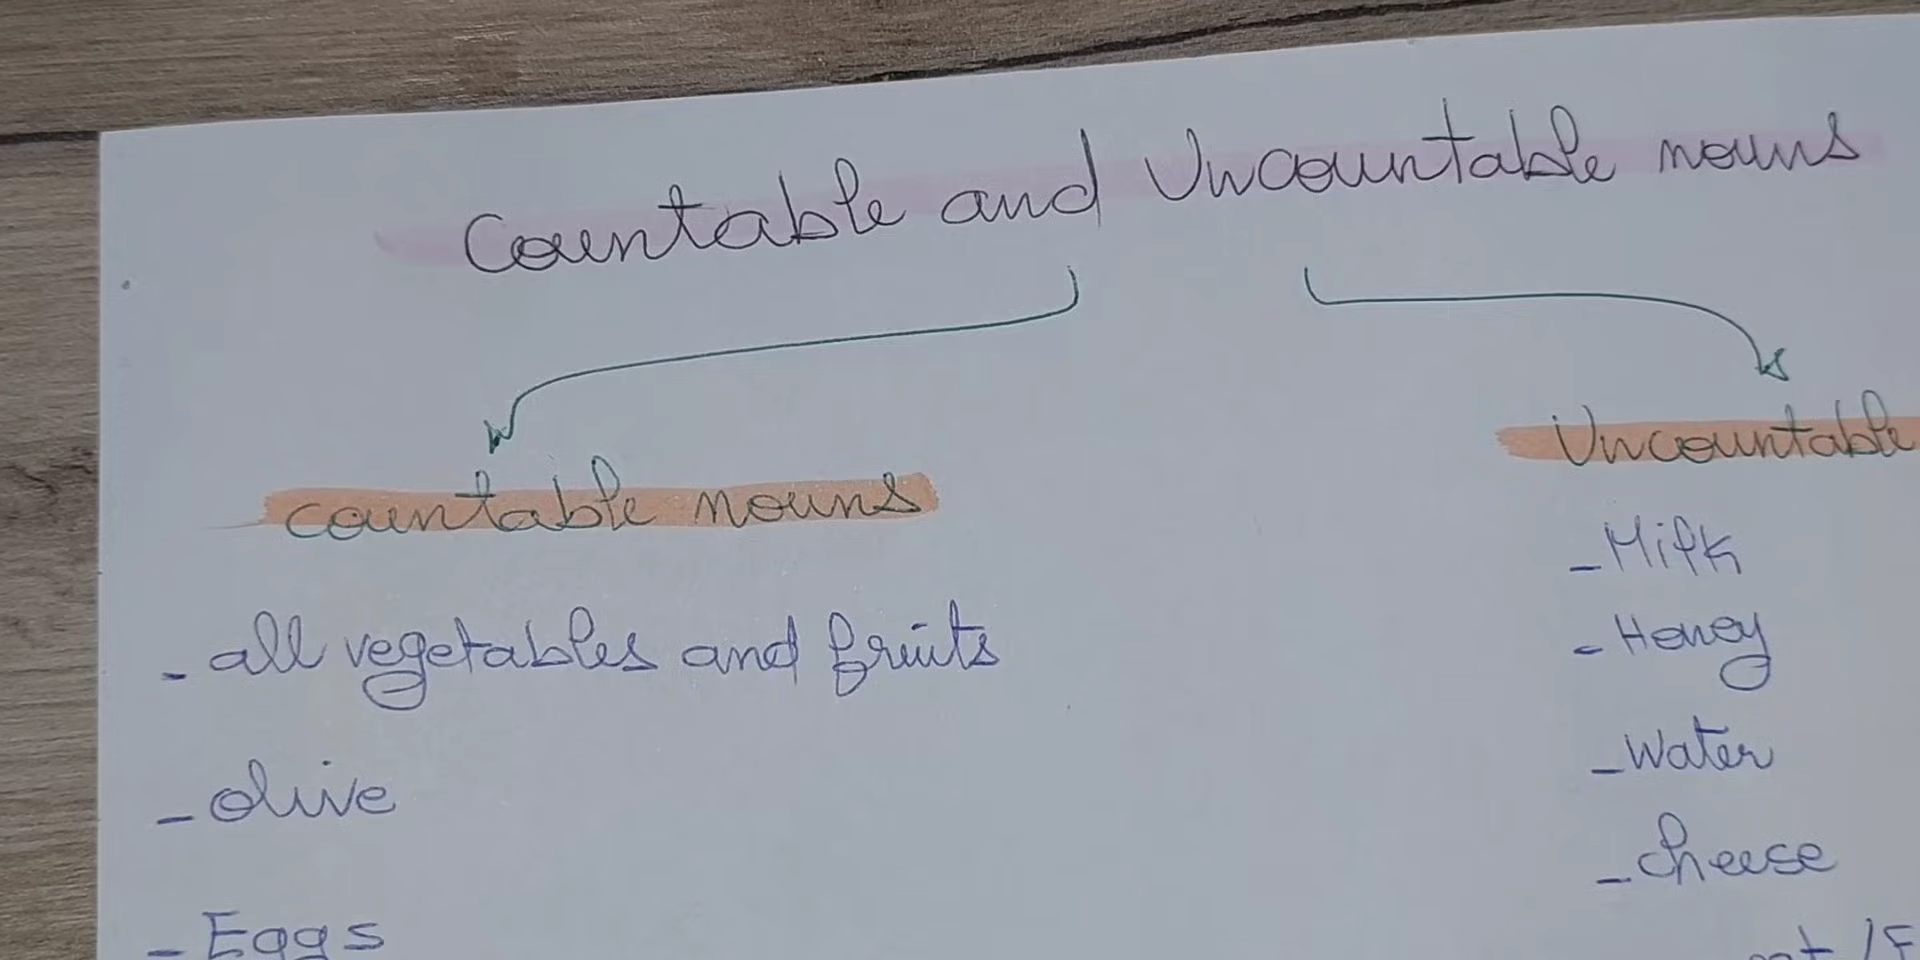 Countable and Uncountable nouns
countable nouns
- all vegetables and fruits
- olive
- Eggs
Uncountable
- Milk
- Honey
- Water
- cheese